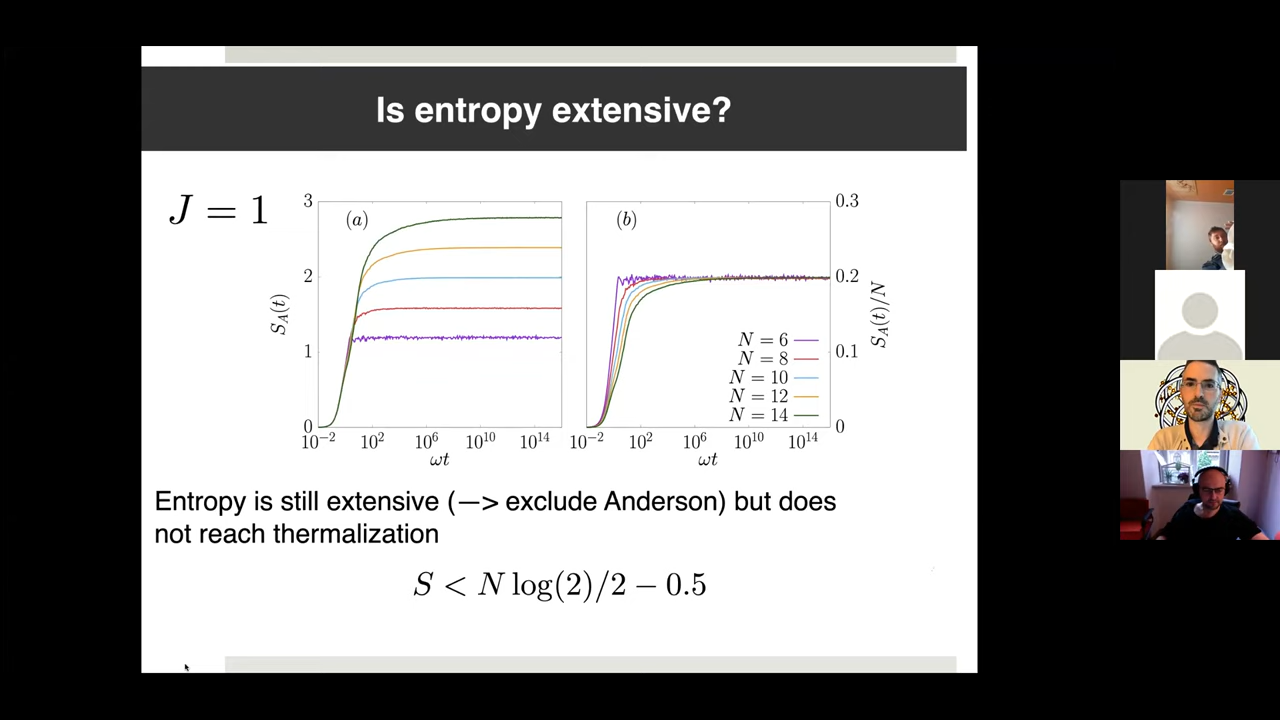 Is entropy extensive?
J = 1
3
2
1
0
S_A(t)
(a)
10^{-2} 10^2 10^6 10^{10} 10^{14}
ωt
(b)
N = 6
N = 8
N = 10
N = 12
N = 14
10^{-2} 10^2 10^6 10^{10} 10^{14}
ωt
0.3
0.2
0.1
0
S_A(t)/N
Entropy is still extensive (—> exclude Anderson) but does
not reach thermalization
S < N log(2)/2 − 0.5